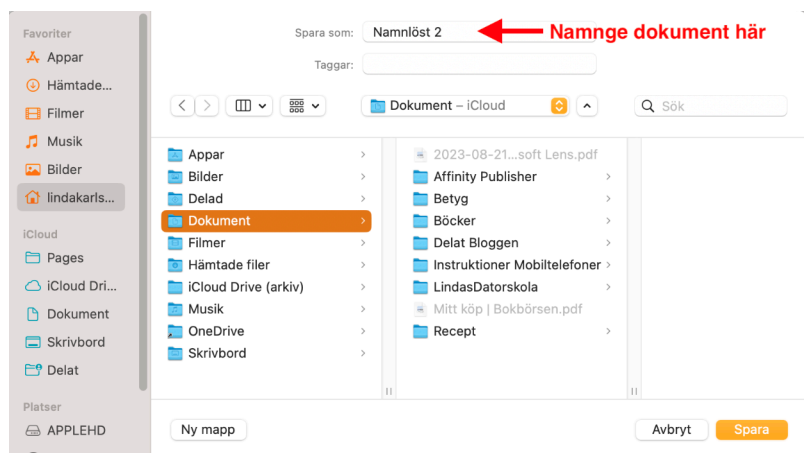 Favoriter
Appar
Hämtade...
Filmer
Musik
Bilder
lindakarls...
iCloud
Pages
iCloud Dri...
Dokument
Skrivbord
Delat
Platser
APPLEHD
Spara som: Namnlöst 2 Namnge dokument här
Taggar:
Dokument – iCloud Sök
Appar
Bilder
Delad
Dokument
Filmer
Hämtade filer
iCloud Drive (arkiv)
Musik
OneDrive
Skrivbord
2023-08-21...soft Lens.pdf
Affinity Publisher
Betyg
Böcker
Delat Bloggen
Instruktioner Mobiltelefoner
LindasDatorskola
Mitt köp | Bokbörsen.pdf
Recept
Ny mapp Avbryt Spara